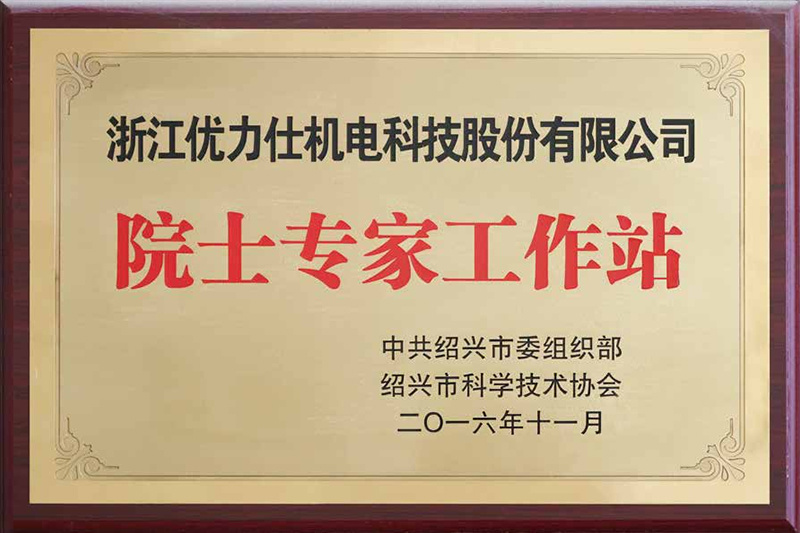 浙江优力仕机电科技股份有限公司
院士专家工作站
中共绍兴市委组织部
绍兴市科学技术协会
二〇一六年十一月